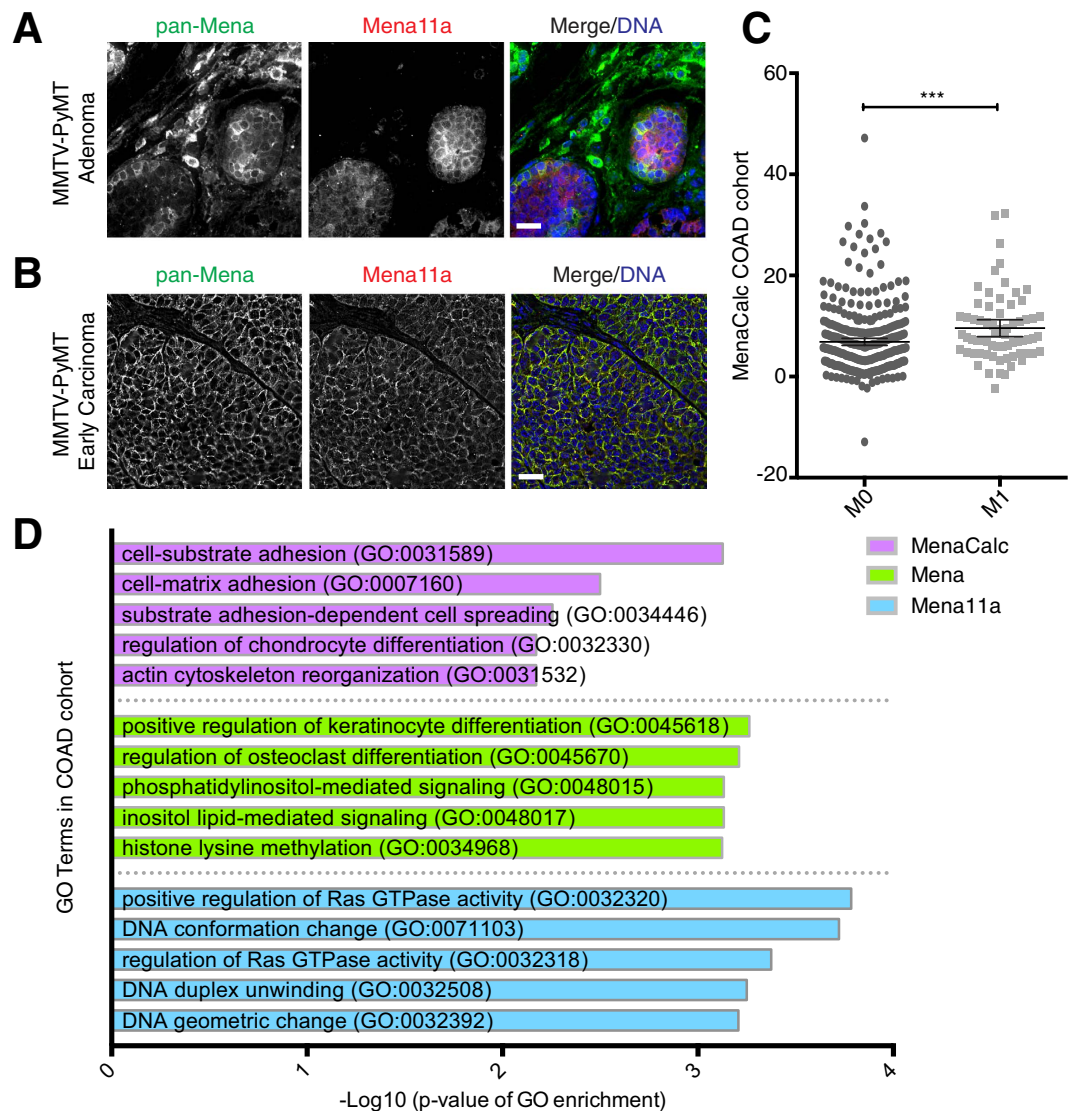 A
pan-Mena
Mena11a
Merge/DNA
MMTV-PyMT
Adenoma
B
pan-Mena
Mena11a
Merge/DNA
MMTV-PyMT
Early Carcinoma
C
MenaCalc COAD cohort
60
40
20
0
-20
***
M0
M1
D
MenaCalc
Mena
Mena11a
GO Terms in COAD cohort
cell-substrate adhesion (GO:0031589)
cell-matrix adhesion (GO:0007160)
substrate adhesion-dependent cell spreading (GO:0034446)
regulation of chondrocyte differentiation (GO:0032330)
actin cytoskeleton reorganization (GO:0031532)
positive regulation of keratinocyte differentiation (GO:0045618)
regulation of osteoclast differentiation (GO:0045670)
phosphatidylinositol-mediated signaling (GO:0048015)
inositol lipid-mediated signaling (GO:0048017)
histone lysine methylation (GO:0034968)
positive regulation of Ras GTPase activity (GO:0032320)
DNA conformation change (GO:0071103)
regulation of Ras GTPase activity (GO:0032318)
DNA duplex unwinding (GO:0032508)
DNA geometric change (GO:0032392)
0
1
2
3
4
-Log10 (p-value of GO enrichment)